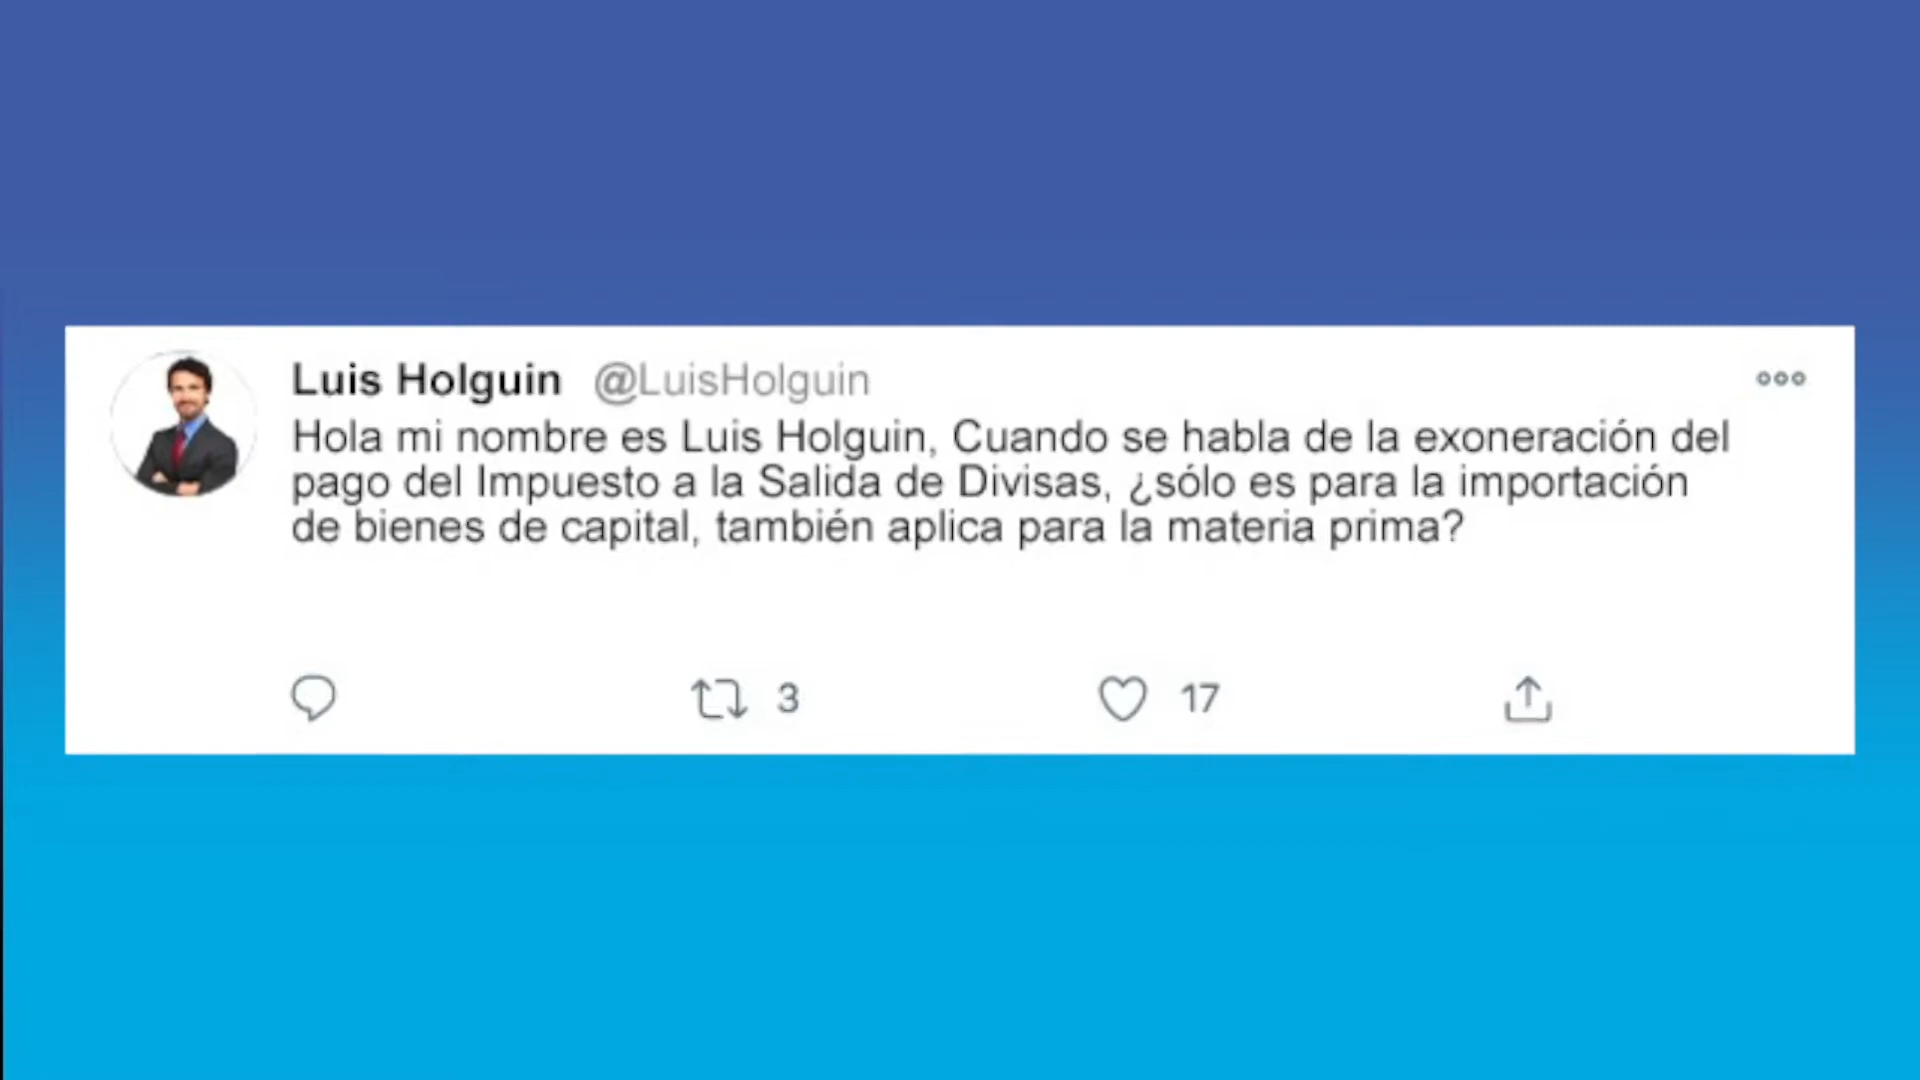 Luis Holguin @LuisHolguin
Hola mi nombre es Luis Holguin, Cuando se habla de la exoneración del
pago del Impuesto a la Salida de Divisas, ¿sólo es para la importación
de bienes de capital, también aplica para la materia prima?
3 17